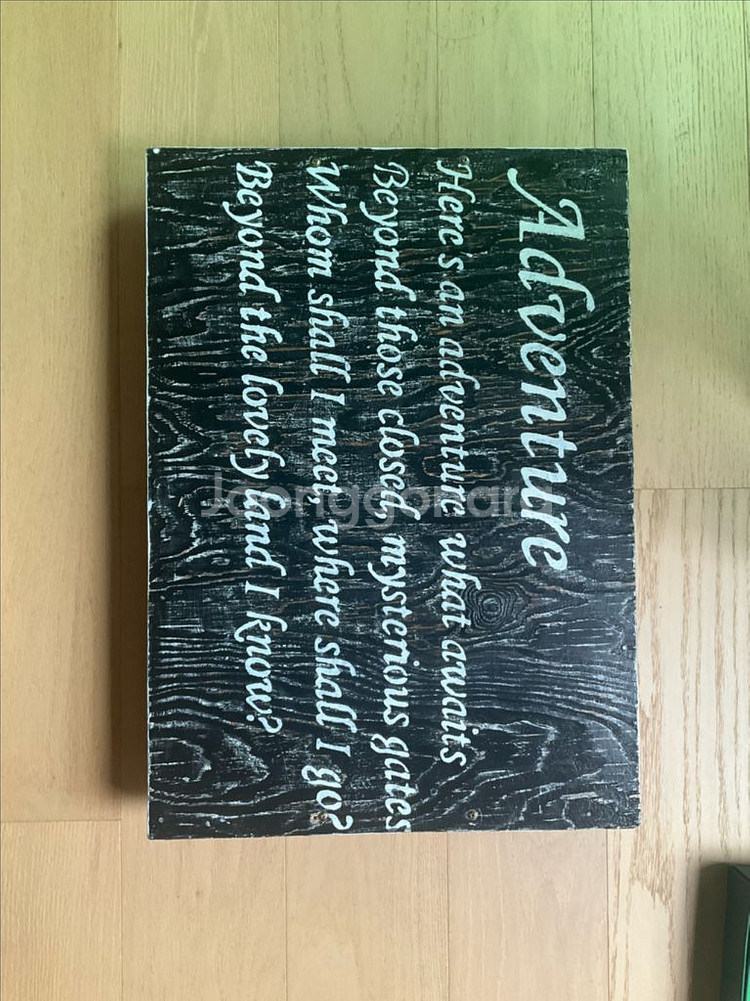 Adventure
Here's an adventure what awaits
Beyond those closed, mysterious gates
Whom shall I meet, where shall I go?
Beyond the lovely land I know?
Joonggonara